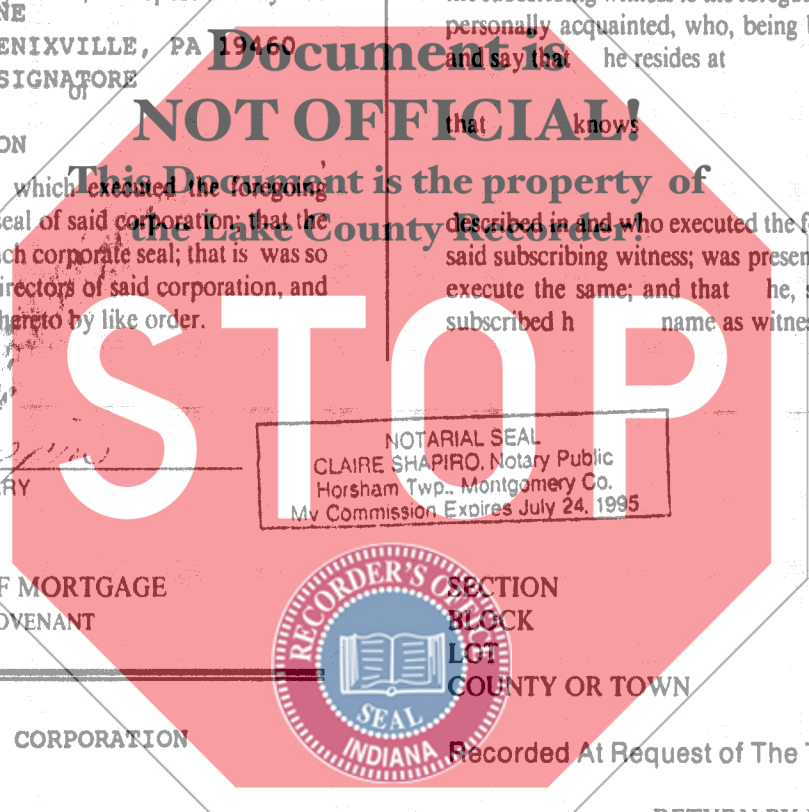 NE
ENIXVILLE, PA 19460
SIGNATORE
of
ON
which executed the foregoing
seal of said corporation; that the
ch corporate seal; that is was so
irectors of said corporation, and
hereto by like order.
RY
F MORTGAGE
OVENANT
CORPORATION
personally acquainted, who, being
and say that he resides at
that knows
described in and who executed the
said subscribing witness; was presen
execute the same; and that he,
subscribed h name as witnes
NOTARIAL SEAL
CLAIRE SHAPIRO, Notary Public
Horsham Twp., Montgomery Co.
My Commission Expires July 24, 1995
SECTION
BLOCK
LOT
COUNTY OR TOWN
Recorded At Request of The
Document is
NOT OFFICIAL!
This Document is the property of
the Lake County Recorder!
STOP
RECORDER'S OFFICE
SEAL
INDIANA